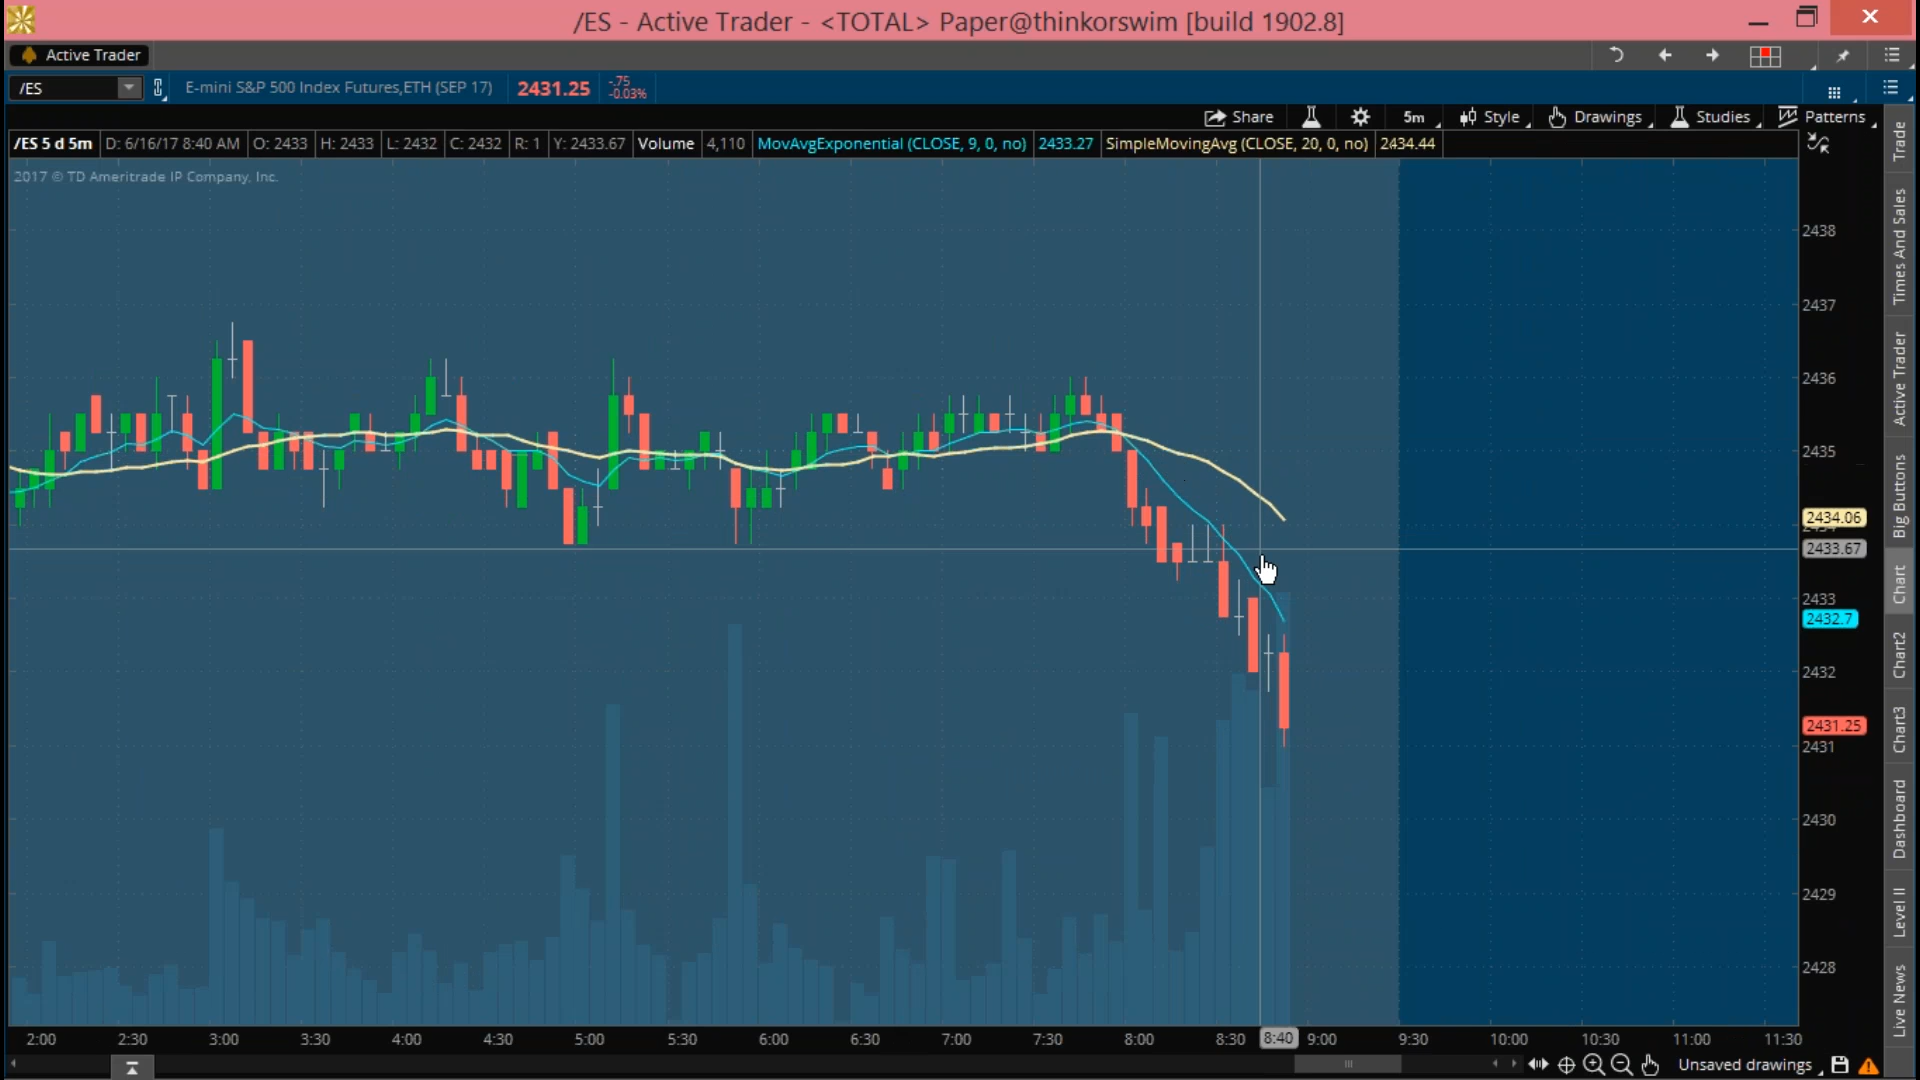 /ES - Active Trader - <TOTAL> Paper@thinkorswim [build 1902.8]
Active Trader
/ES E-mini S&P 500 Index Futures,ETH (SEP 17) 2431.25 -.75
-0.03%
Share 5m Style Drawings Studies Patterns
/ES 5 d 5m D: 6/16/17 8:40 AM O: 2433 H: 2433 L: 2432 C: 2432 R: 1 Y: 2433.67 Volume 4,110 MovAvgExponential (CLOSE, 9, 0, no) 2433.27 SimpleMovingAvg (CLOSE, 20, 0, no) 2434.44
2017 © TD Ameritrade IP Company, Inc.
2438
2437
2436
2435
2434.06
2433.67
2433
2432.7
2432
2431.25
2431
2430
2429
2428
Trade
Times And Sales
Active Trader
Big Buttons
Chart
Chart2
Chart3
Dashboard
Level II
Live News
2:00 2:30 3:00 3:30 4:00 4:30 5:00 5:30 6:00 6:30 7:00 7:30 8:00 8:30 8:40 9:00 9:30 10:00 10:30 11:00 11:30
Unsaved drawings